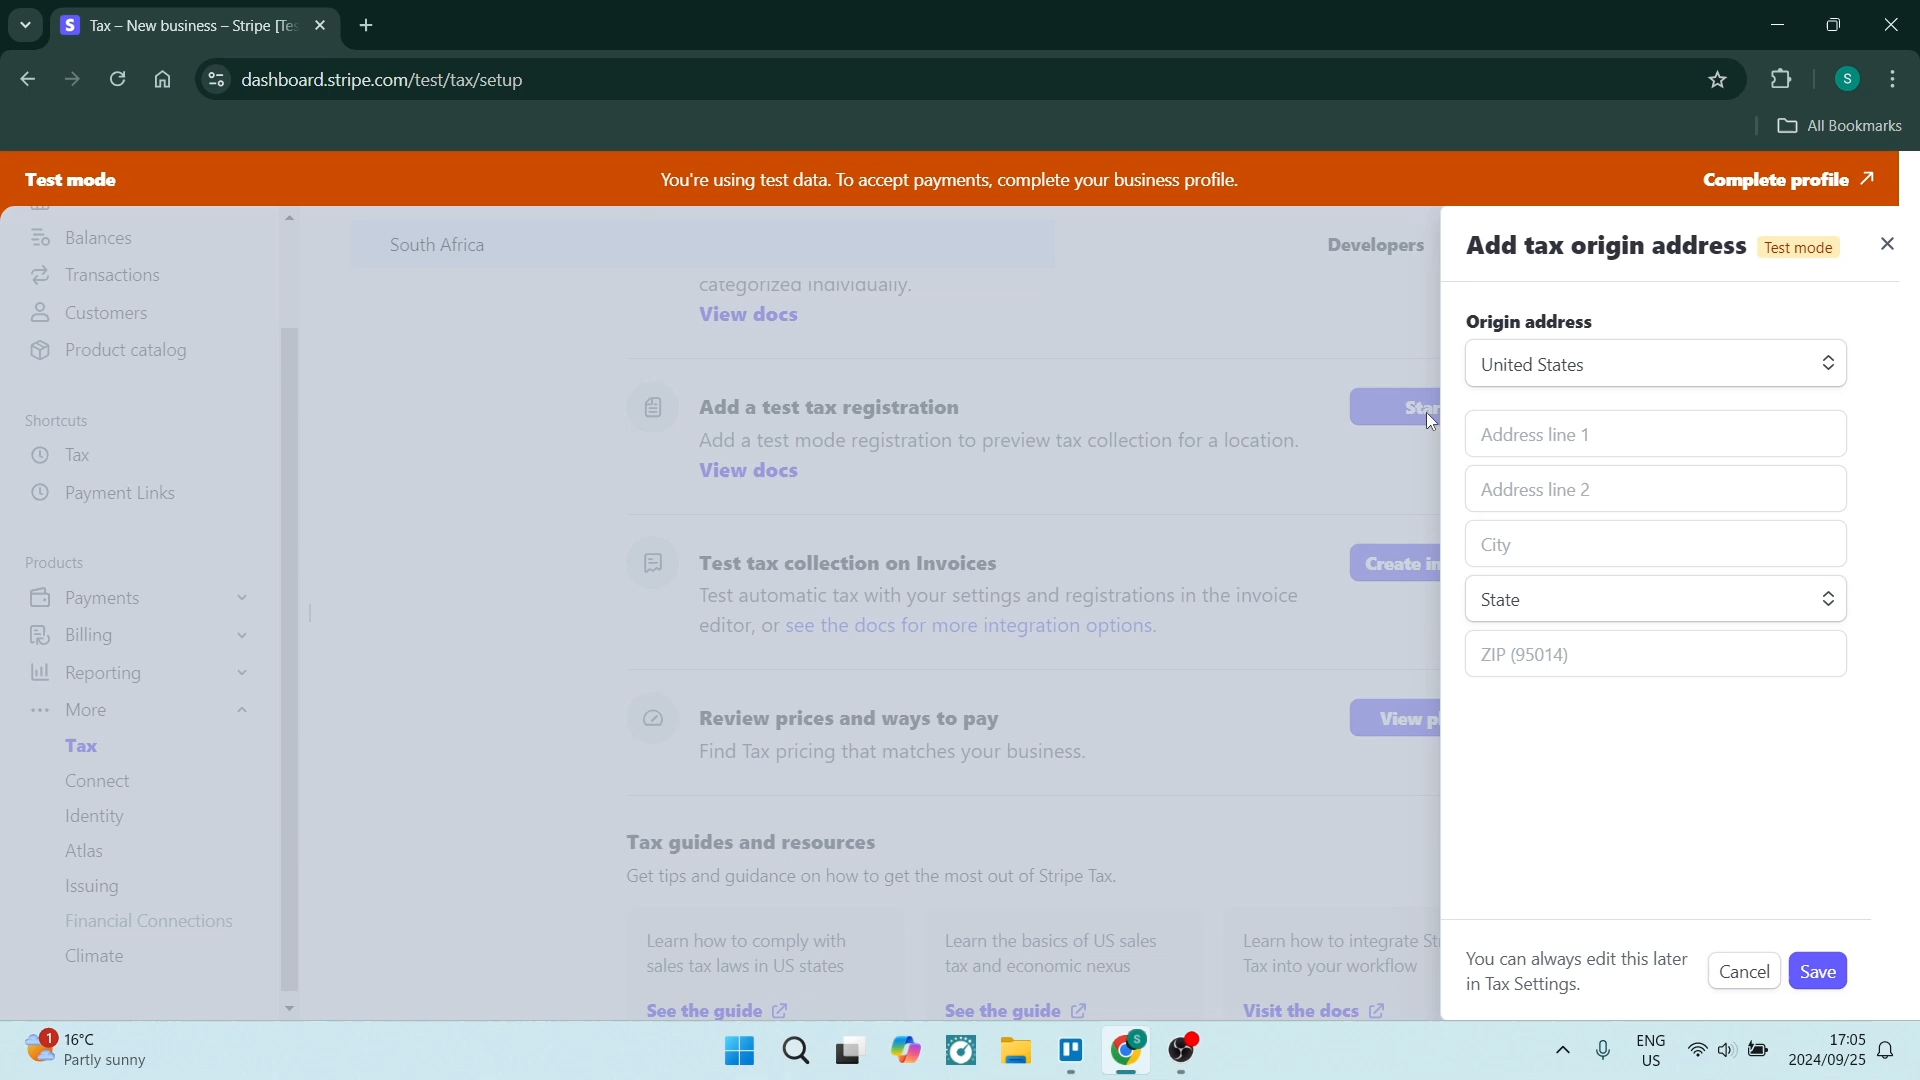 Tax – New business – Stripe [Tes
dashboard.stripe.com/test/tax/setup
S
All Bookmarks
Test mode
You're using test data. To accept payments, complete your business profile.
Complete profile
Balances
Transactions
Customers
Product catalog
Shortcuts
Tax
Payment Links
Products
Payments
Billing
Reporting
More
Tax
Connect
Identity
Atlas
Issuing
Financial Connections
Climate
South Africa
Developers
categorized individually.
View docs
Add a test tax registration
Star
Add a test mode registration to preview tax collection for a location.
View docs
Test tax collection on Invoices
Create in
Test automatic tax with your settings and registrations in the invoice
editor, or see the docs for more integration options.
Review prices and ways to pay
View pl
Find Tax pricing that matches your business.
Tax guides and resources
Get tips and guidance on how to get the most out of Stripe Tax.
Learn how to comply with
sales tax laws in US states
See the guide
Learn the basics of US sales
tax and economic nexus
See the guide
Learn how to integrate St
Tax into your workflow
Visit the docs
Add tax origin address
Test mode
Origin address
United States
Address line 1
Address line 2
City
State
ZIP (95014)
You can always edit this later
in Tax Settings.
Cancel
Save
1
16°C
Partly sunny
S
ENG
US
17:05
2024/09/25